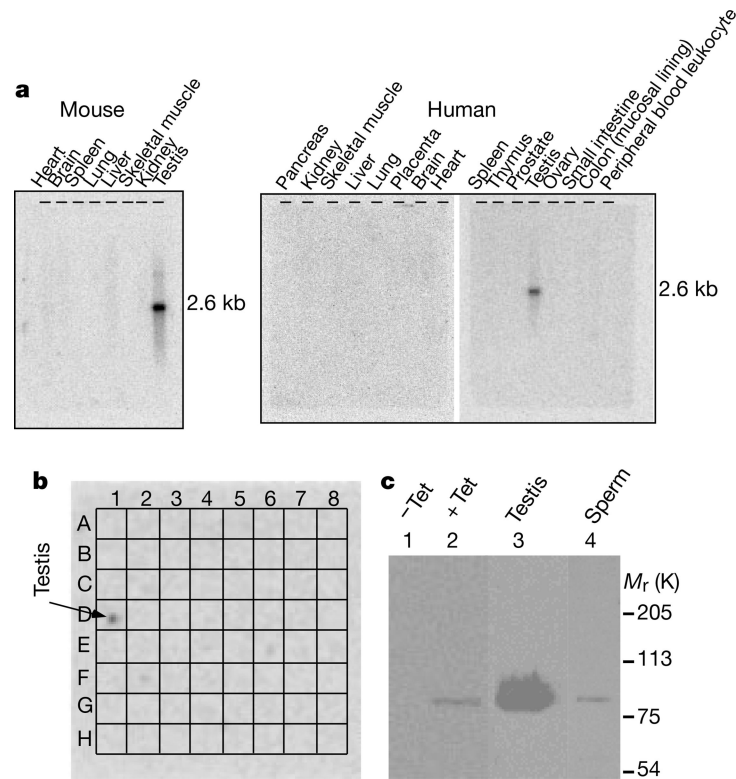 a
Mouse
Human
Heart
Brain
Spleen
Lung
Liver
Skeletal muscle
Kidney
Testis
Pancreas
Kidney
Skeletal muscle
Liver
Lung
Placenta
Brain
Heart
Spleen
Thymus
Prostate
Testis
Ovary
Small intestine
Colon (mucosal lining)
Peripheral blood leukocyte
2.6 kb
2.6 kb
b
1 2 3 4 5 6 7 8
A
B
C
D
E
F
G
H
Testis
c
–Tet
+Tet
Testis
Sperm
1 2 3 4
Mr (K)
205
113
75
54